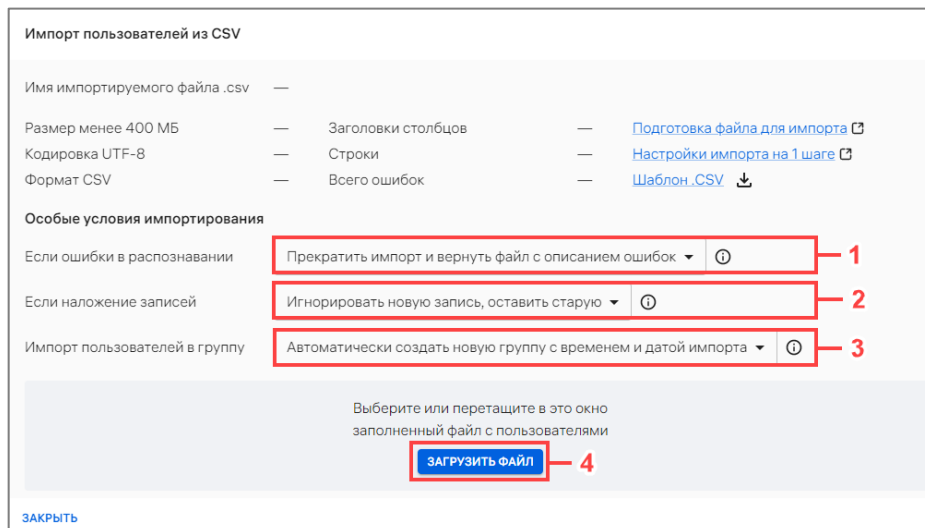 Импорт пользователей из CSV
Имя импортируемого файла .csv —
Размер менее 400 МБ — Заголовки столбцов — Подготовка файла для импорта
Кодировка UTF-8 — Строки — Настройки импорта на 1 шаге
Формат CSV — Всего ошибок — Шаблон .CSV
Особые условия импортирования
Если ошибки в распознавании Прекратить импорт и вернуть файл с описанием ошибок 1
Если наложение записей Игнорировать новую запись, оставить старую 2
Импорт пользователей в группу Автоматически создать новую группу с временем и датой импорта 3
Выберите или перетащите в это окно
заполненный файл с пользователями
ЗАГРУЗИТЬ ФАЙЛ 4
ЗАКРЫТЬ